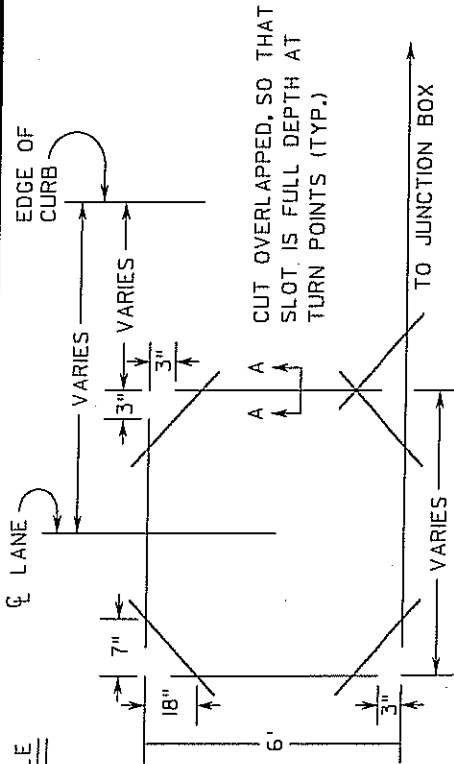 LE
℄ LANE
EDGE OF
CURB
VARIES
VARIES
3"
3"
7"
18"
6'
3"
A
A
CUT OVERLAPPED, SO THAT
SLOT IS FULL DEPTH AT
TURN POINTS (TYP.)
TO JUNCTION BOX
VARIES